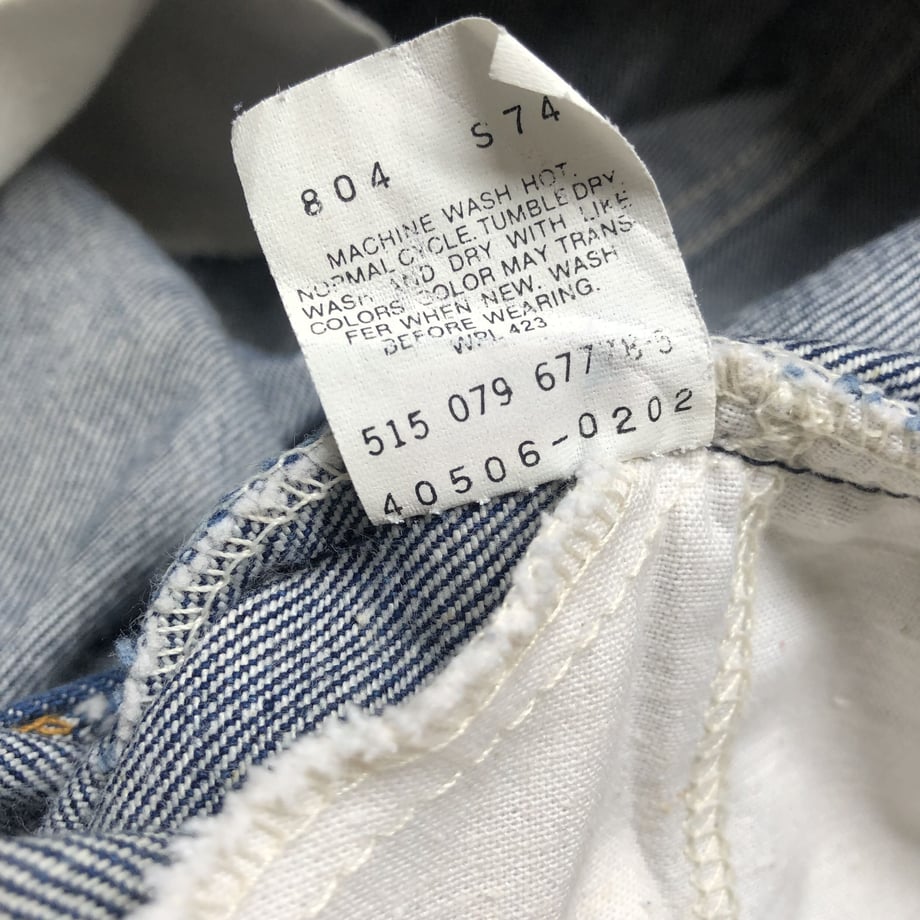 804 S74
MACHINE WASH HOT.
NORMAL CYCLE. TUMBLE DRY.
WASH AND DRY WITH LIKE
COLORS. COLOR MAY TRANS-
FER WHEN NEW. WASH
BEFORE WEARING.
WPL 423
515 079 677
40506-0202